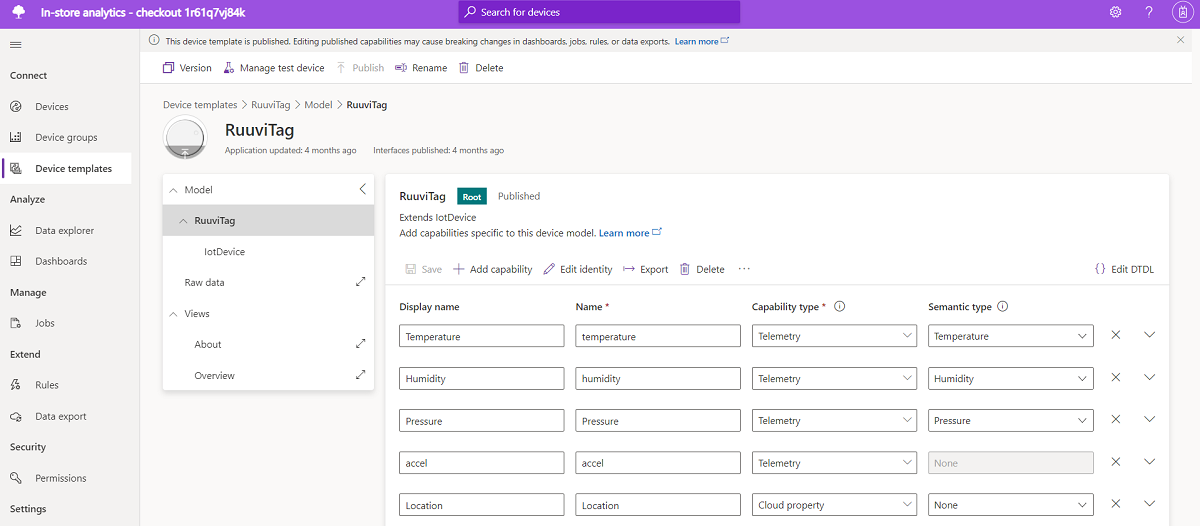 In-store analytics - checkout 1r61q7vj84k
Search for devices
This device template is published. Editing published capabilities may cause breaking changes in dashboards, jobs, rules, or data exports. Learn more
Version
Manage test device
Publish
Rename
Delete
Connect
Devices
Device groups
Device templates
Analyze
Data explorer
Dashboards
Manage
Jobs
Extend
Rules
Data export
Security
Permissions
Settings
Device templates > RuuviTag > Model > RuuviTag
RuuviTag
Application updated: 4 months ago Interfaces published: 4 months ago
Model
RuuviTag
IotDevice
Raw data
Views
About
Overview
RuuviTag Root Published
Extends IotDevice
Add capabilities specific to this device model. Learn more
Save
Add capability
Edit identity
Export
Delete
...
{} Edit DTDL
Display name Name * Capability type * Semantic type
Temperature temperature Telemetry Temperature
Humidity humidity Telemetry Humidity
Pressure Pressure Telemetry Pressure
accel accel Telemetry None
Location Location Cloud property None